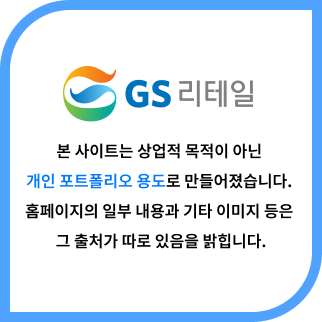 GS리테일
본 사이트는 상업적 목적이 아닌
개인 포트폴리오 용도로 만들어졌습니다.
홈페이지의 일부 내용과 기타 이미지 등은
그 출처가 따로 있음을 밝힙니다.